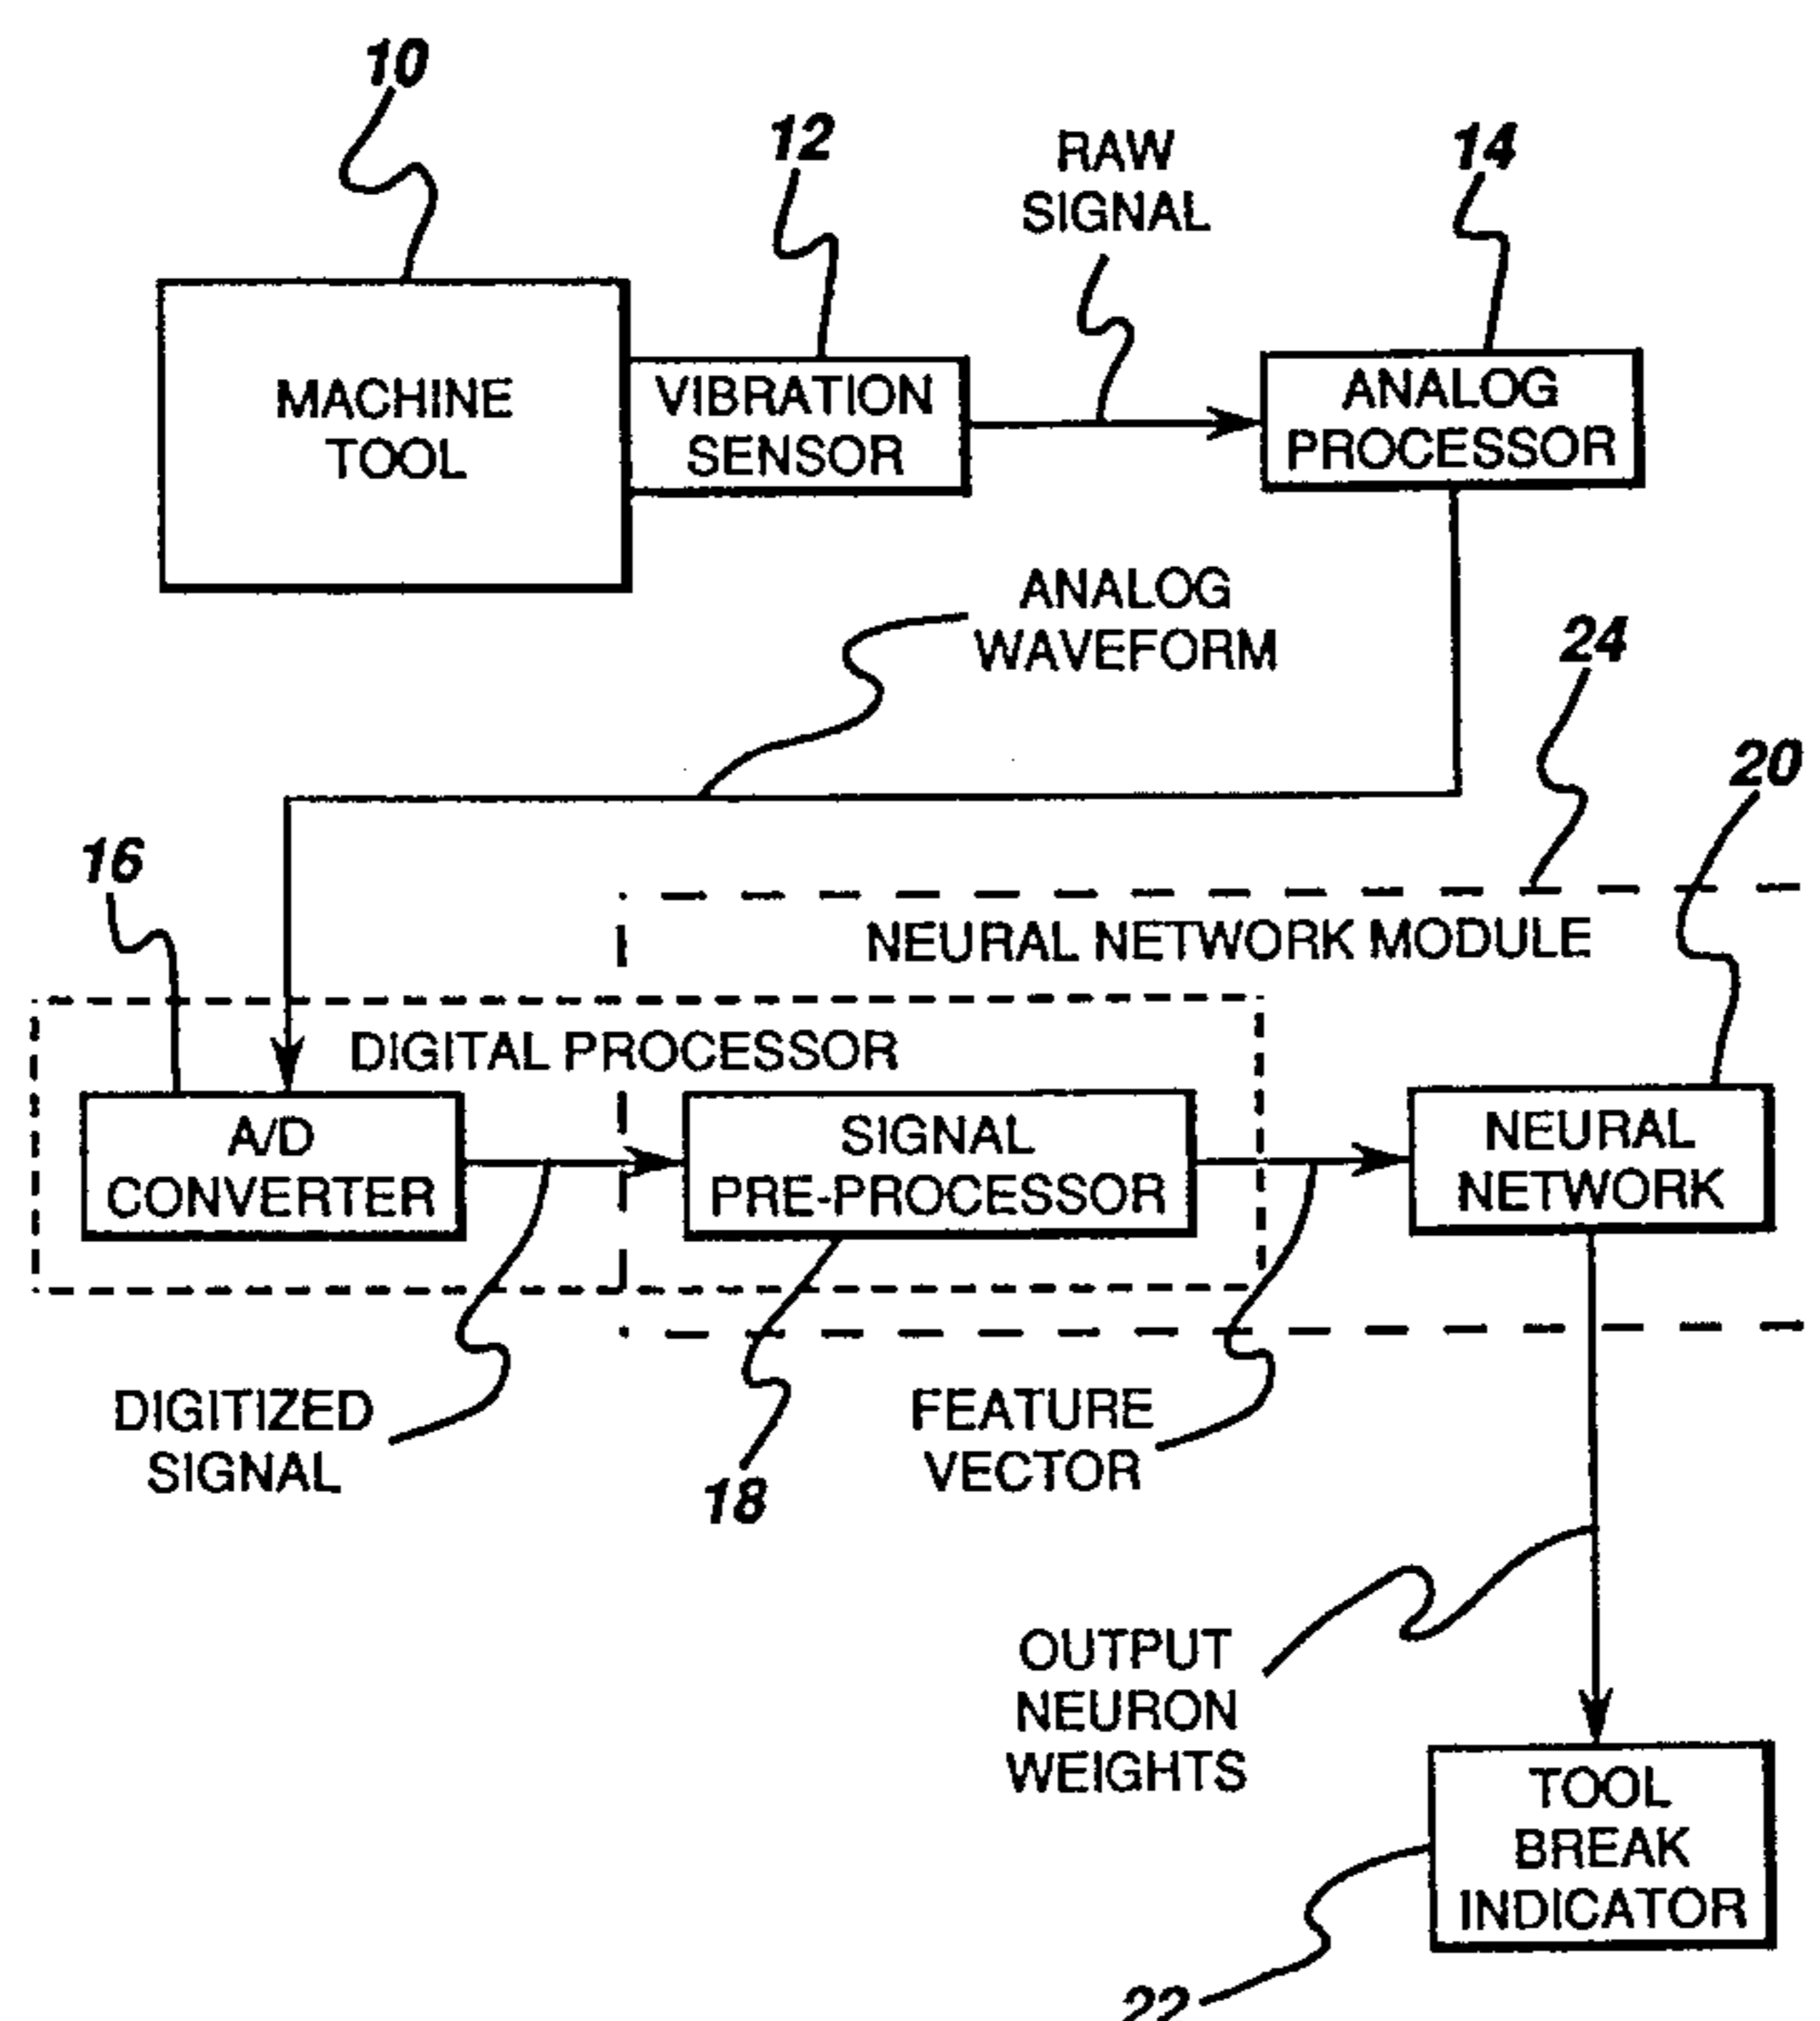 10
12
RAW
SIGNAL
14
MACHINE
TOOL
VIBRATION
SENSOR
ANALOG
PROCESSOR
ANALOG
WAVEFORM
24
20
16
NEURAL NETWORK MODULE
DIGITAL PROCESSOR
A/D
CONVERTER
SIGNAL
PRE-PROCESSOR
NEURAL
NETWORK
DIGITIZED
SIGNAL
18
FEATURE
VECTOR
OUTPUT
NEURON
WEIGHTS
TOOL
BREAK
INDICATOR
22